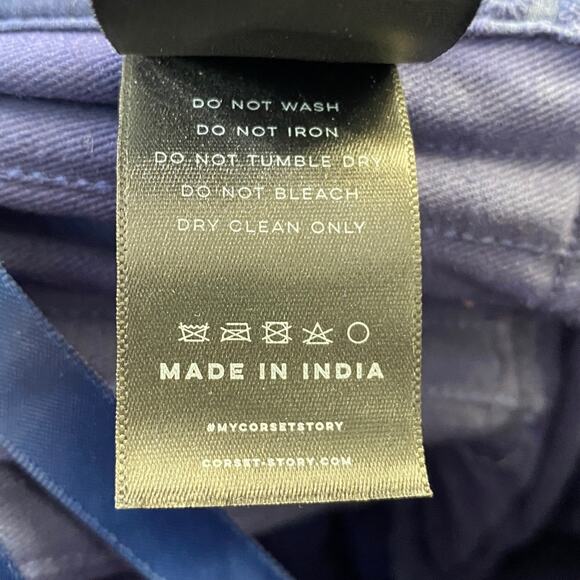 DO NOT WASH
DO NOT IRON
DO NOT TUMBLE DRY
DO NOT BLEACH
DRY CLEAN ONLY
MADE IN INDIA
#MYCORSETSTORY
CORSET-STORY.COM